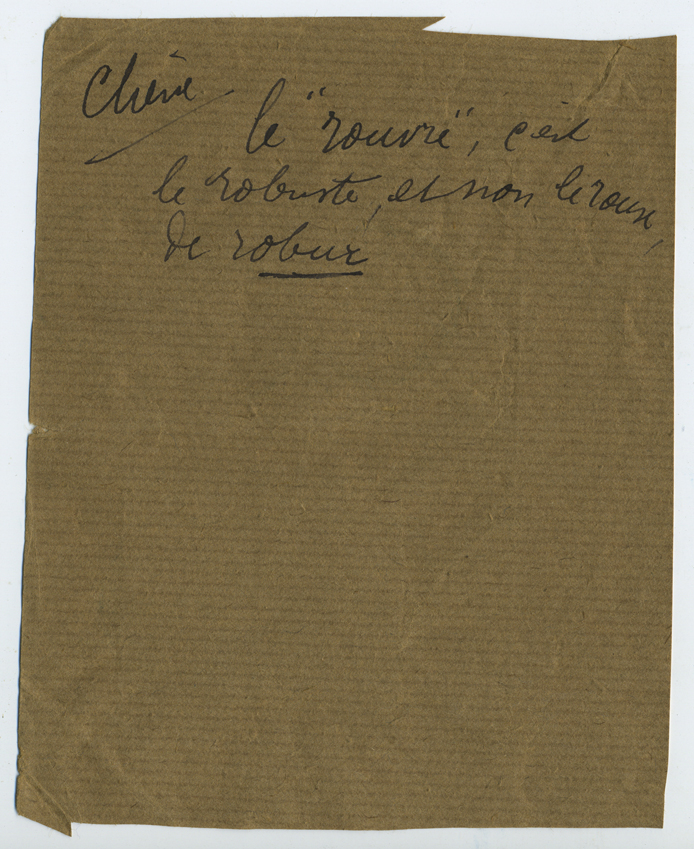 Chêne
le "rouvre", c'est
le robuste, et non le roux,
de robur